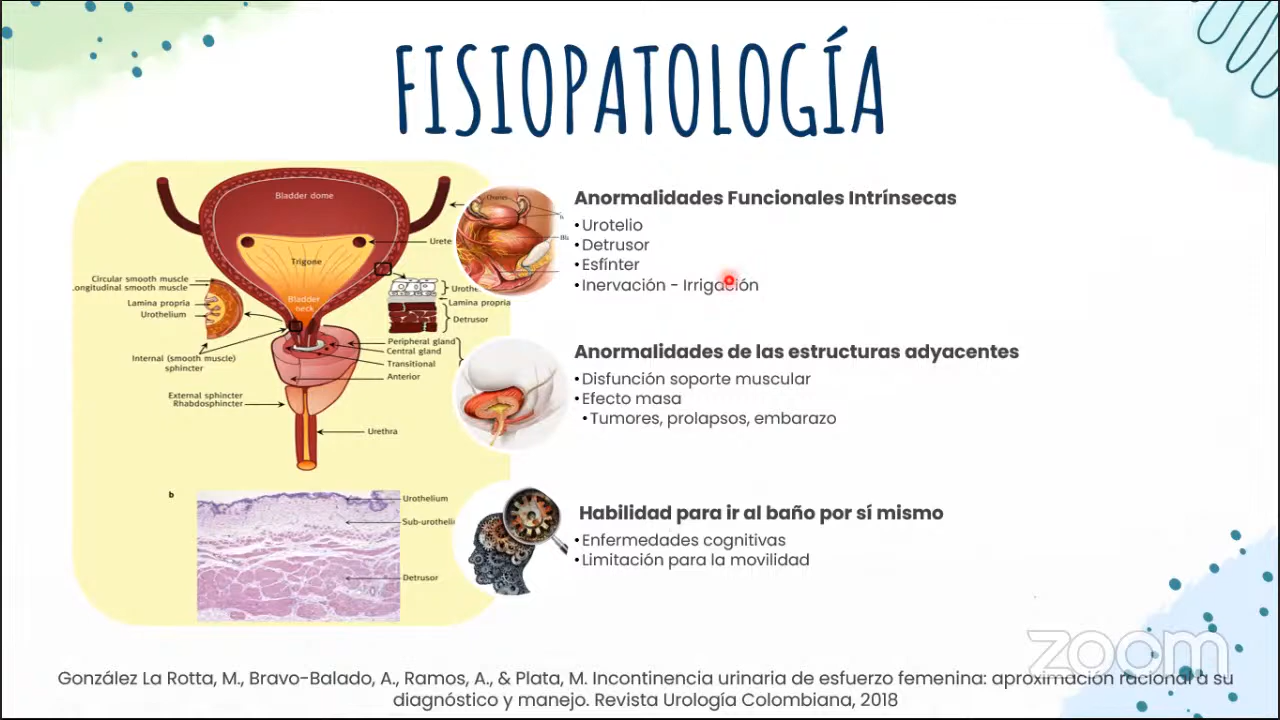 FISIOPATOLOGÍA
Bladder dome
Trigone
Bladder
neck
Circular smooth muscle
Longitudinal smooth muscle
Lamina propria
Urothelium
Internal (smooth muscle)
sphincter
External sphincter
Rhabdosphincter
Lamina propria
Detrusor
Peripheral gland
Central gland
Transitional
Anterior
Urethra
b
Urothelium
Detrusor
Ovaries
Anormalidades Funcionales Intrínsecas
•Urotelio
•Detrusor
•Esfínter
•Inervación - Irrigación
Anormalidades de las estructuras adyacentes
•Disfunción soporte muscular
•Efecto masa
•Tumores, prolapsos, embarazo
Habilidad para ir al baño por sí mismo
•Enfermedades cognitivas
•Limitación para la movilidad
zoom
González La Rotta, M., Bravo-Balado, A., Ramos, A., & Plata, M. Incontinencia urinaria de esfuerzo femenina: aproximación racional a su
diagnóstico y manejo. Revista Urología Colombiana, 2018